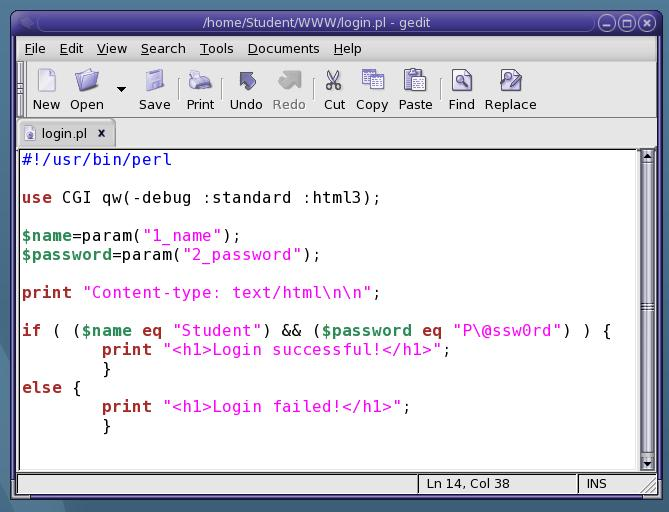 /home/Student/WWW/login.pl - gedit
File Edit View Search Tools Documents Help
New Open Save Print Undo Redo Cut Copy Paste Find Replace
login.pl x
#!/usr/bin/perl
use CGI qw(-debug :standard :html3);
$name=param("1_name");
$password=param("2_password");
print "Content-type: text/html\n\n";
if ( ($name eq "Student") && ($password eq "P\@ssw0rd") ) {
print "<h1>Login successful!</h1>";
}
else {
print "<h1>Login failed!</h1>";
}
Ln 14, Col 38 INS